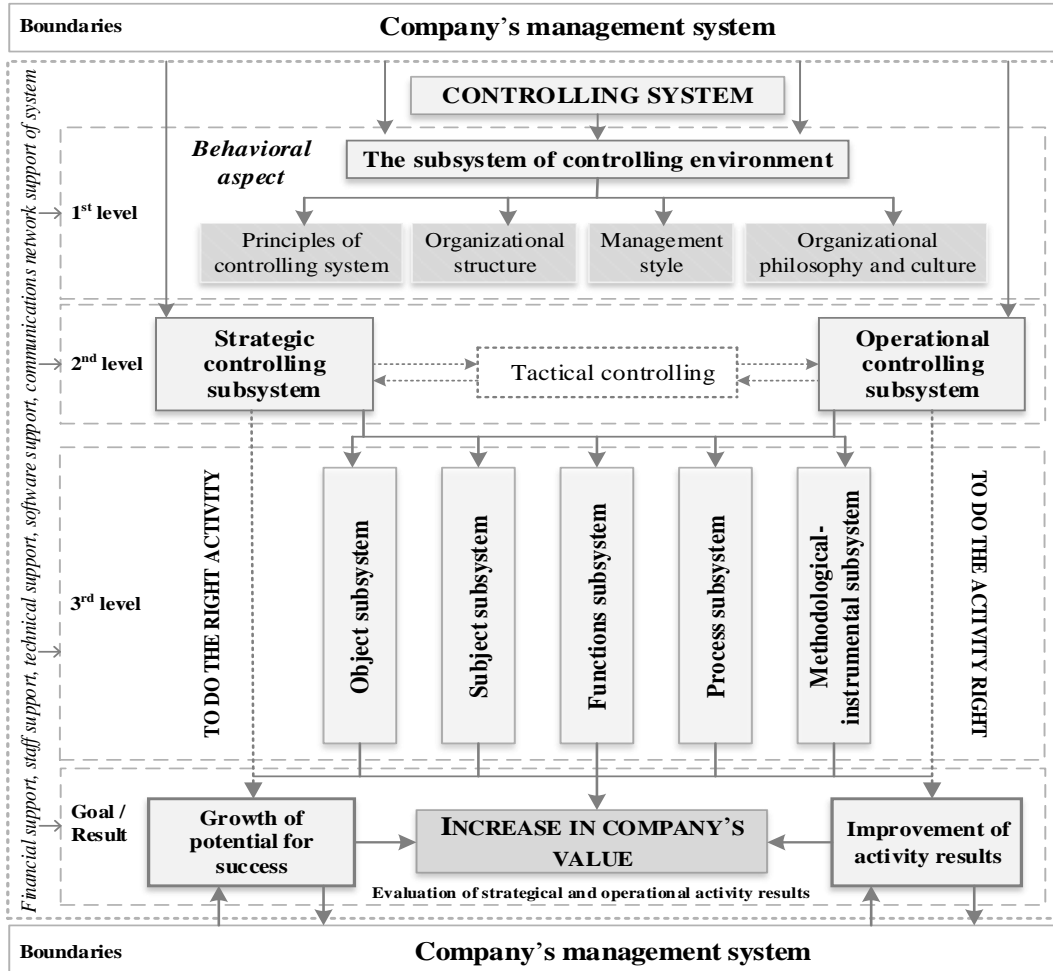 Boundaries
Company's management system
Financial support, staff support, technical support, software support, communications network support of system
CONTROLLING SYSTEM
Behavioral
aspect
The subsystem of controlling environment
1st level
Principles of
controlling system
Organizational
structure
Management
style
Organizational
philosophy and culture
2nd level
Strategic
controlling
subsystem
Tactical controlling
Operational
controlling
subsystem
3rd level
TO DO THE RIGHT ACTIVITY
Object subsystem
Subject subsystem
Functions subsystem
Process subsystem
Methodological-
instrumental subsystem
TO DO THE ACTIVITY RIGHT
Goal /
Result
Growth of
potential for
success
INCREASE IN COMPANY'S
VALUE
Improvement of
activity results
Evaluation of strategical and operational activity results
Boundaries
Company's management system